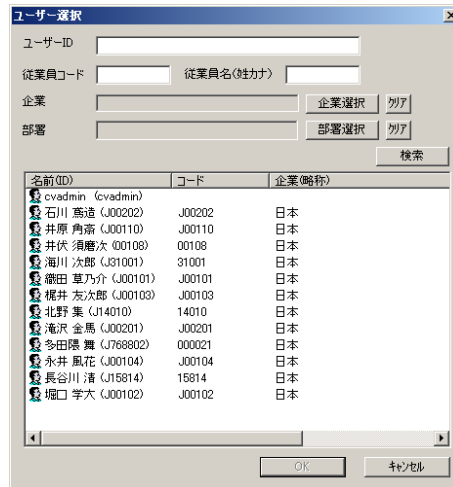 ユーザー選択
ユーザーID
従業員コード 従業員名(姓カナ)
企業 企業選択 クリア
部署 部署選択 クリア
検索
名前(ID) コード 企業(略称)
cvadmin (cvadmin)
石川 蔦造 (J00202) J00202 日本
井原 角斎 (J00110) J00110 日本
井伏 須磨次 (00108) 00108 日本
海川 次郎 (J31001) 31001 日本
織田 草乃介 (J00101) J00101 日本
梶井 友次郎 (J00103) J00103 日本
北野 集 (J14010) 14010 日本
滝沢 金馬 (J00201) J00201 日本
多田隈 舞 (J768802) 000021 日本
永井 風花 (J00104) J00104 日本
長谷川 清 (J15814) 15814 日本
堀口 学大 (J00102) J00102 日本
OK キャンセル